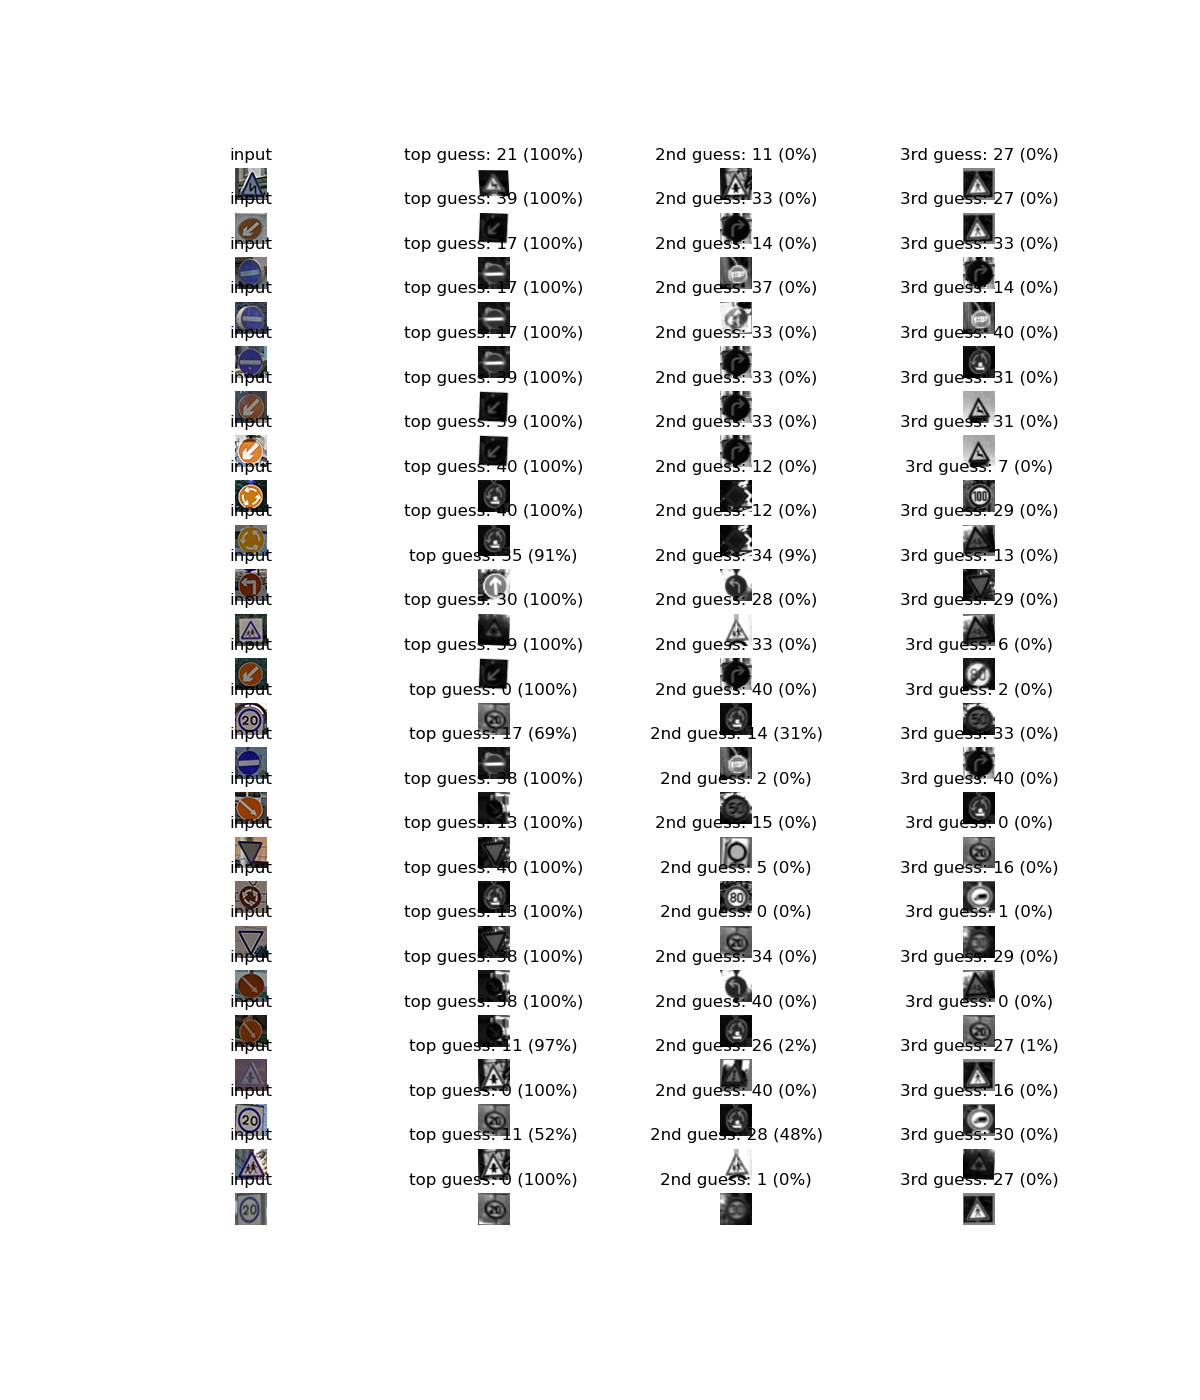 input top guess: 21 (100%) 2nd guess: 11 (0%) 3rd guess: 27 (0%)
input top guess: 39 (100%) 2nd guess: 33 (0%) 3rd guess: 27 (0%)
input top guess: 17 (100%) 2nd guess: 14 (0%) 3rd guess: 33 (0%)
input top guess: 17 (100%) 2nd guess: 37 (0%) 3rd guess: 14 (0%)
input top guess: 17 (100%) 2nd guess: 33 (0%) 3rd guess: 40 (0%)
input top guess: 39 (100%) 2nd guess: 33 (0%) 3rd guess: 31 (0%)
input top guess: 39 (100%) 2nd guess: 33 (0%) 3rd guess: 31 (0%)
input top guess: 40 (100%) 2nd guess: 12 (0%) 3rd guess: 7 (0%)
100
input top guess: 40 (100%) 2nd guess: 12 (0%) 3rd guess: 29 (0%)
input top guess: 35 (91%) 2nd guess: 34 (9%) 3rd guess: 13 (0%)
input top guess: 30 (100%) 2nd guess: 28 (0%) 3rd guess: 29 (0%)
input top guess: 39 (100%) 2nd guess: 33 (0%) 3rd guess: 6 (0%)
80
input top guess: 0 (100%) 2nd guess: 40 (0%) 3rd guess: 2 (0%)
20 20 50
input top guess: 17 (69%) 2nd guess: 14 (31%) 3rd guess: 33 (0%)
input top guess: 38 (100%) 2nd guess: 2 (0%) 3rd guess: 40 (0%)
50
input top guess: 13 (100%) 2nd guess: 15 (0%) 3rd guess: 0 (0%)
20
input top guess: 40 (100%) 2nd guess: 5 (0%) 3rd guess: 16 (0%)
80
input top guess: 13 (100%) 2nd guess: 0 (0%) 3rd guess: 1 (0%)
20
input top guess: 38 (100%) 2nd guess: 34 (0%) 3rd guess: 29 (0%)
input top guess: 38 (100%) 2nd guess: 40 (0%) 3rd guess: 0 (0%)
20
input top guess: 11 (97%) 2nd guess: 26 (2%) 3rd guess: 27 (1%)
input top guess: 0 (100%) 2nd guess: 40 (0%) 3rd guess: 16 (0%)
20 20
input top guess: 11 (52%) 2nd guess: 28 (48%) 3rd guess: 30 (0%)
input top guess: 0 (100%) 2nd guess: 1 (0%) 3rd guess: 27 (0%)
20 20